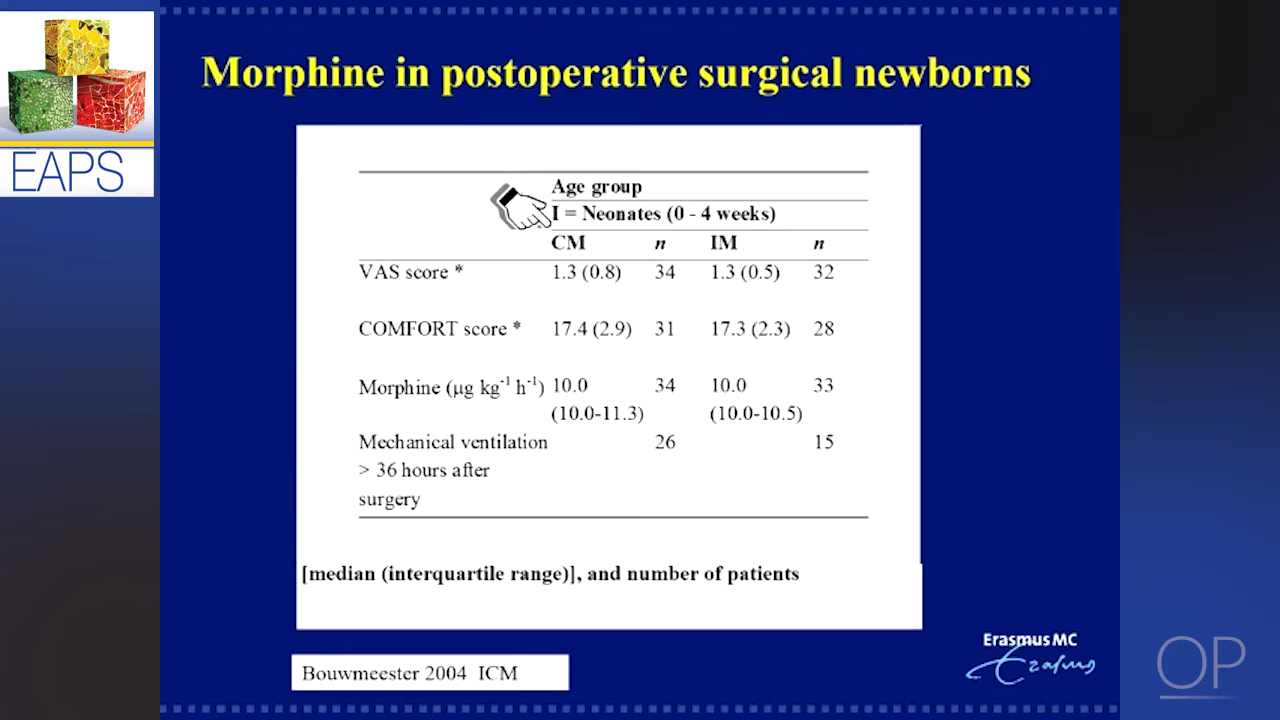 Morphine in postoperative surgical newborns
EAPS
Age group
I = Neonates (0 - 4 weeks)
CM n IM n
VAS score * 1.3 (0.8) 34 1.3 (0.5) 32
COMFORT score * 17.4 (2.9) 31 17.3 (2.3) 28
Morphine (µg kg⁻¹ h⁻¹) 10.0 34 10.0 33
(10.0-11.3) (10.0-10.5)
Mechanical ventilation 26 15
> 36 hours after
surgery
[median (interquartile range)], and number of patients
Erasmus MC
Erasmus
Bouwmeester 2004 ICM
OP